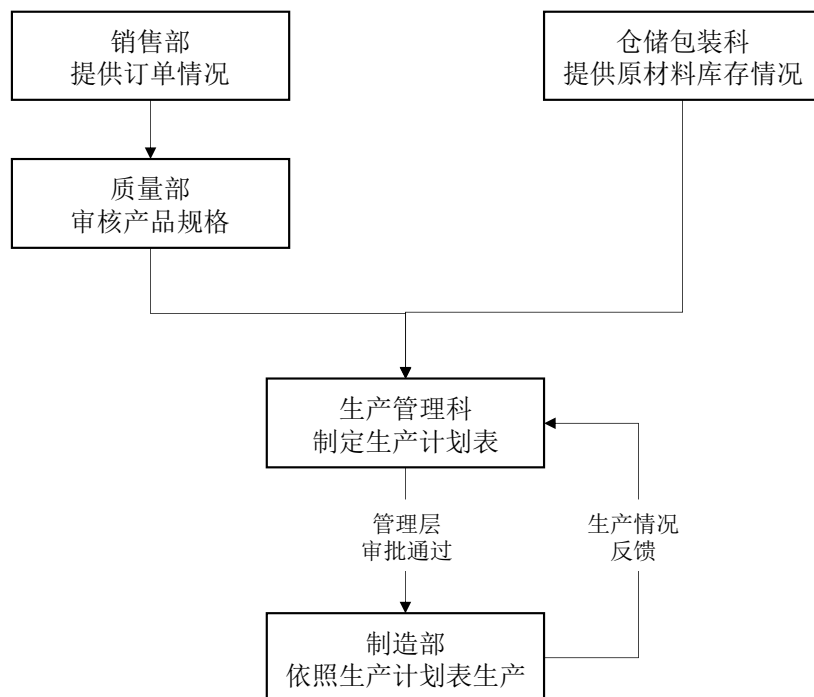 销售部
提供订单情况
仓储包装科
提供原材料库存情况
质量部
审核产品规格
生产管理科
制定生产计划表
管理层
审批通过
生产情况
反馈
制造部
依照生产计划表生产